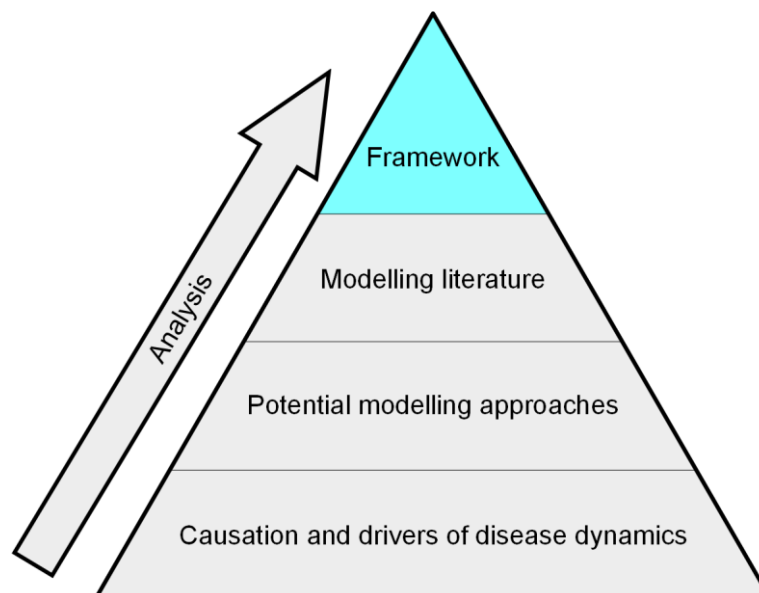 Framework
Modelling literature
Analysis
Potential modelling approaches
Causation and drivers of disease dynamics